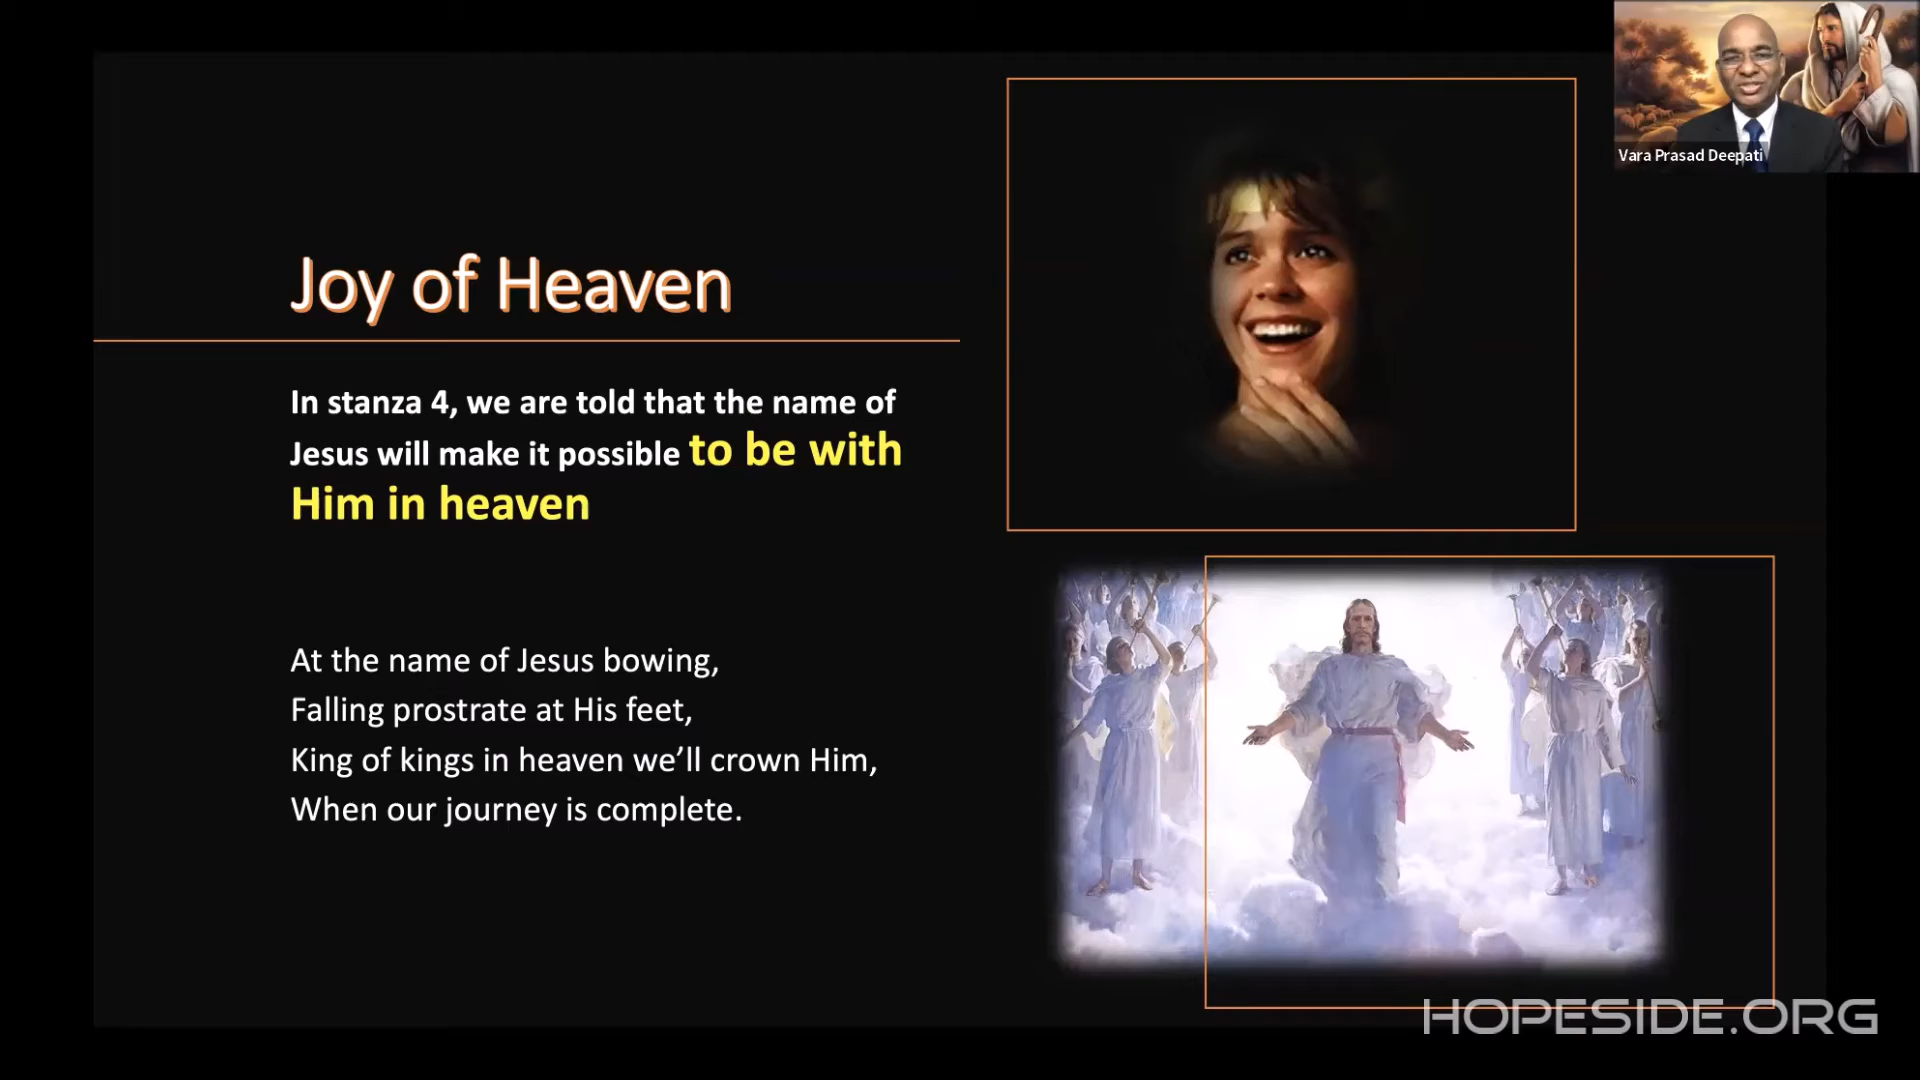 Vara Prasad Deepati
Joy of Heaven
In stanza 4, we are told that the name of
Jesus will make it possible to be with
Him in heaven
At the name of Jesus bowing,
Falling prostrate at His feet,
King of kings in heaven we’ll crown Him,
When our journey is complete.
HOPESIDE.ORG